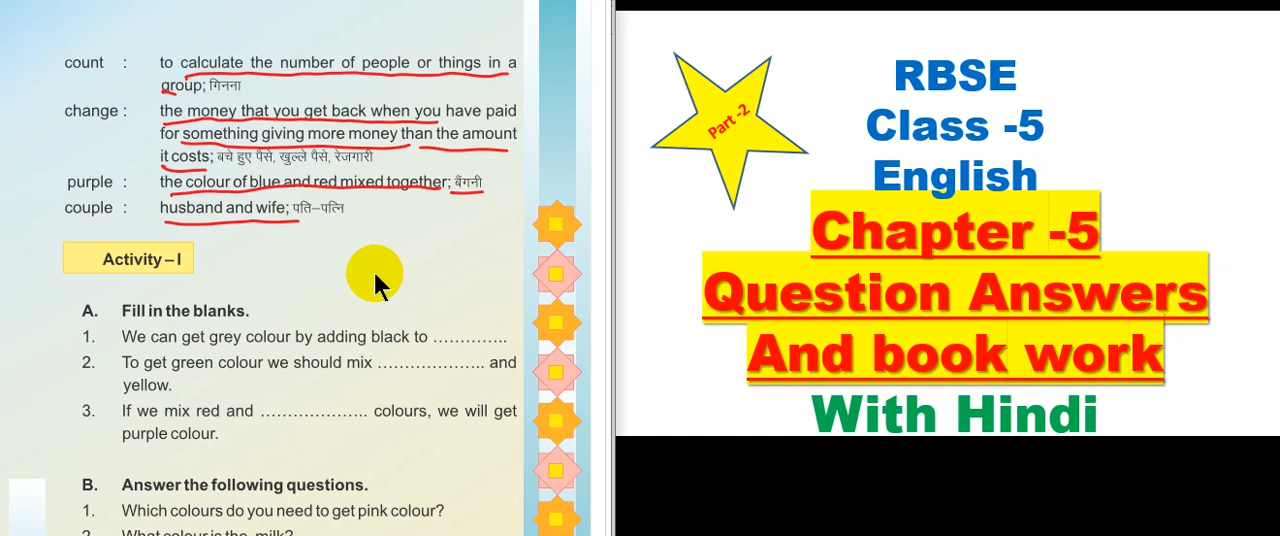 count : to calculate the number of people or things in a
group; गिनना
change : the money that you get back when you have paid
for something giving more money than the amount
it costs; बचे हुए पैसे, खुल्ले पैसे, रेजगारी
purple : the colour of blue and red mixed together; बैंगनी
couple : husband and wife; पति–पत्नि
Activity – I
A. Fill in the blanks.
1. We can get grey colour by adding black to …………..
2. To get green colour we should mix ……………….. and
yellow.
3. If we mix red and ……………….. colours, we will get
purple colour.
B. Answer the following questions.
1. Which colours do you need to get pink colour?
2. What colour is the milk?
Part -2
RBSE
Class -5
English
Chapter -5
Question Answers
And book work
With Hindi